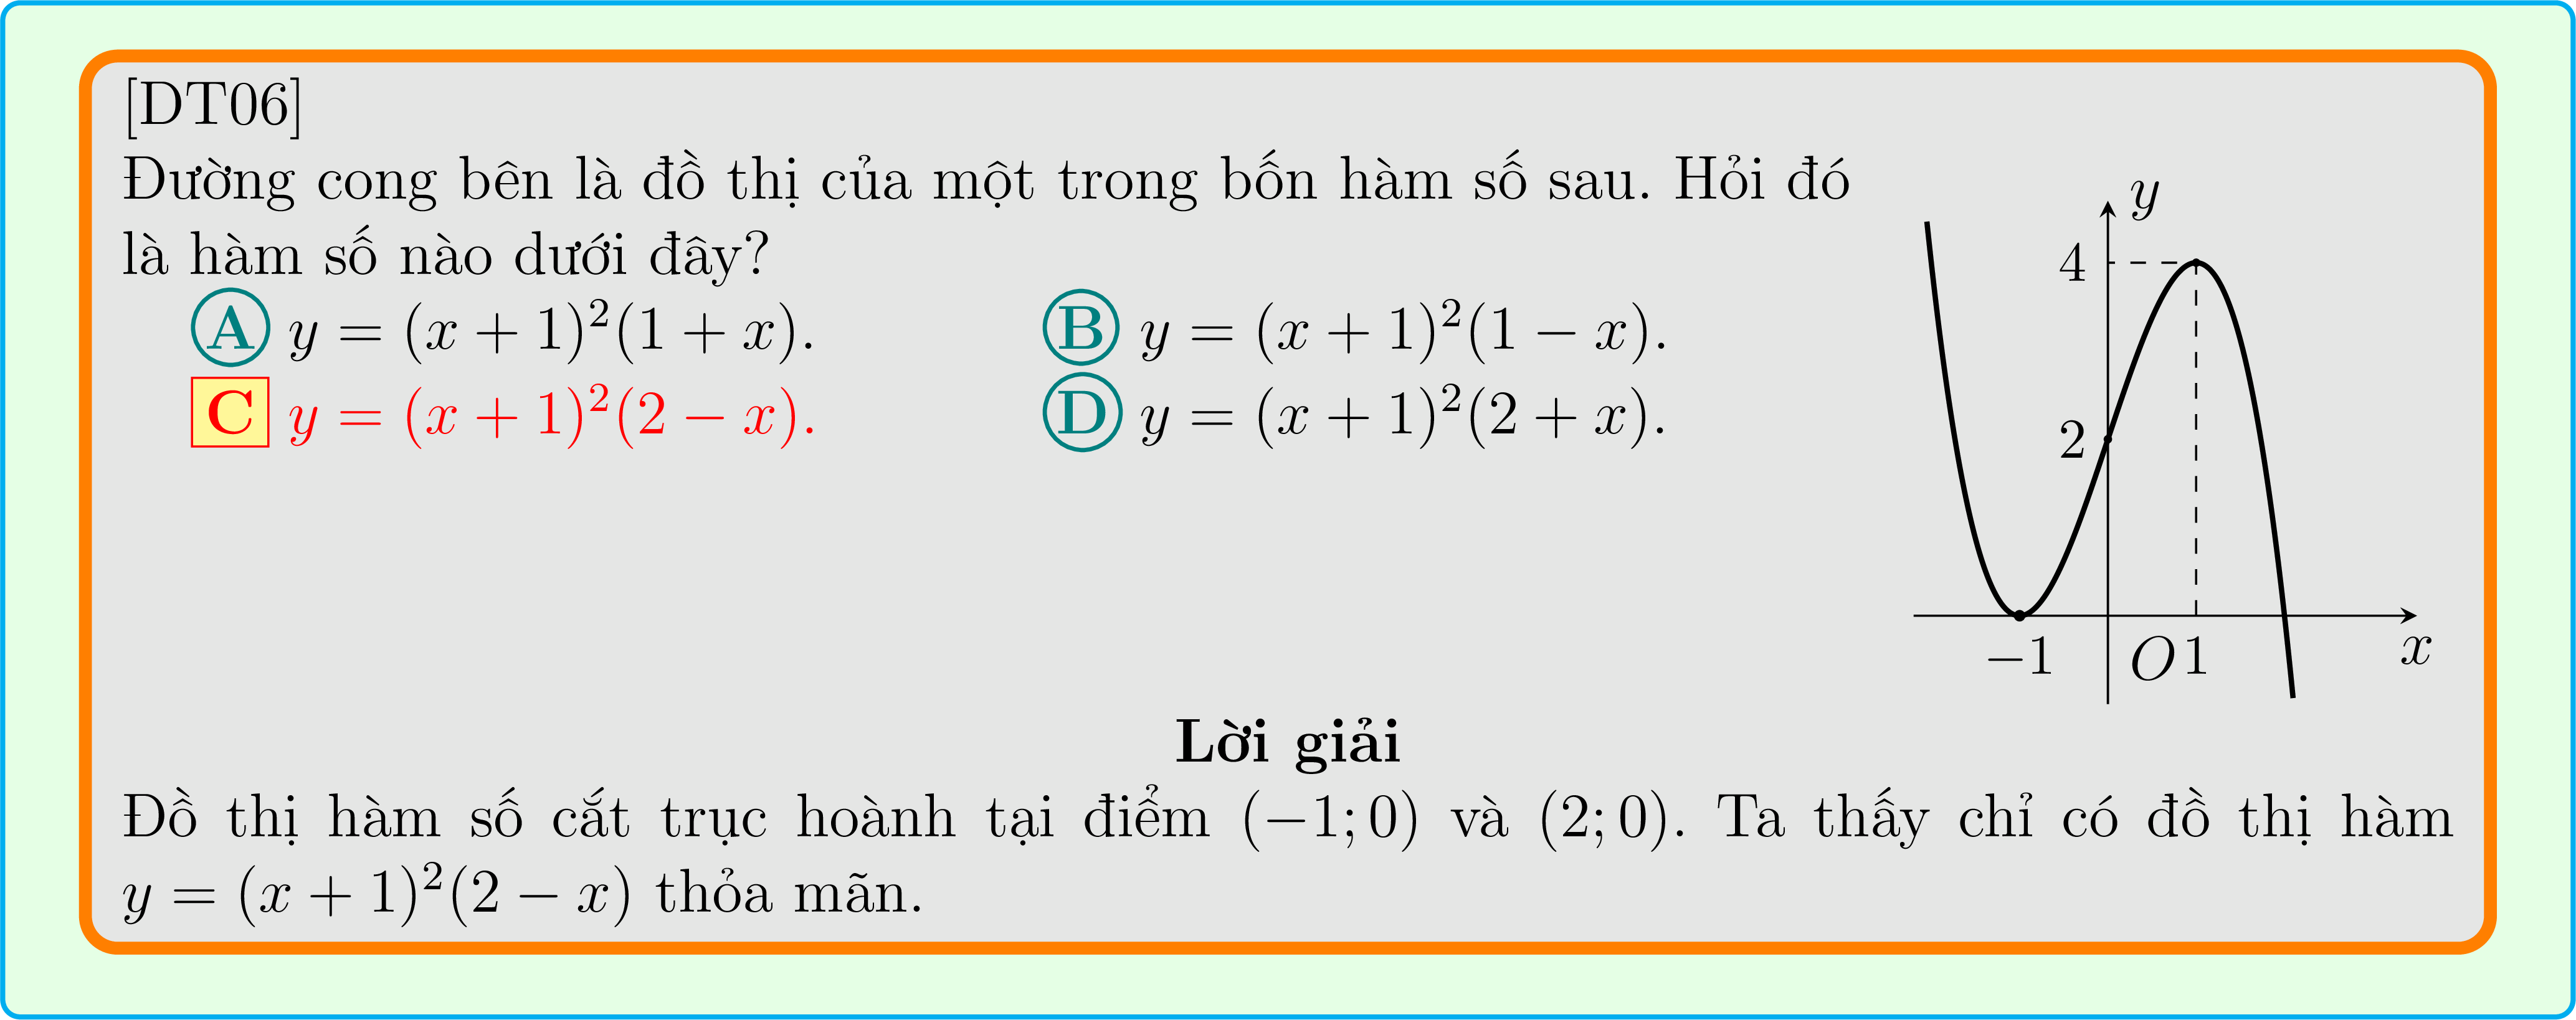 [DT06]
Đường cong bên là đồ thị của một trong bốn hàm số sau. Hỏi đó
là hàm số nào dưới đây?
A y = (x + 1)²(1 + x). B y = (x + 1)²(1 − x).
C y = (x + 1)²(2 − x). D y = (x + 1)²(2 + x).
y
4
2
−1 O 1 x
Lời giải
Đồ thị hàm số cắt trục hoành tại điểm (−1; 0) và (2; 0). Ta thấy chỉ có đồ thị hàm
y = (x + 1)²(2 − x) thỏa mãn.